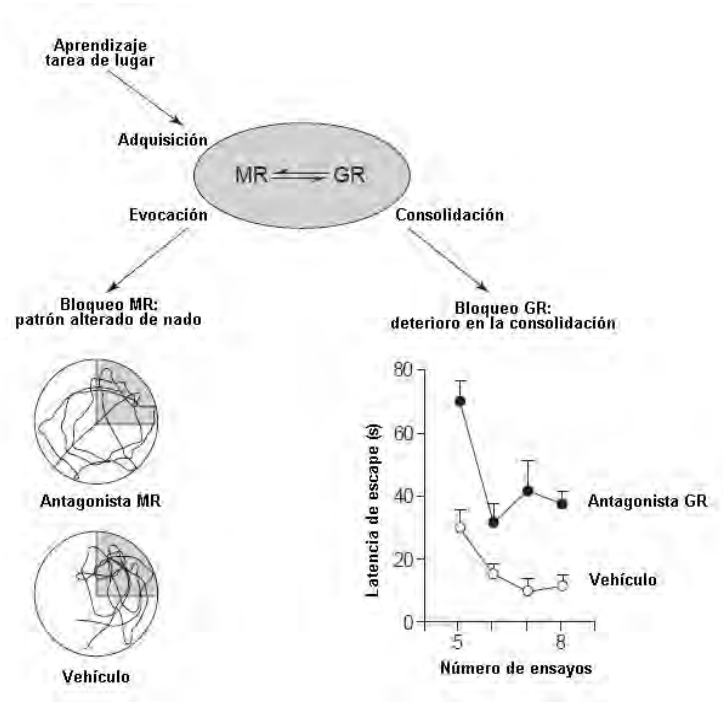 Aprendizaje
tarea de lugar
Adquisición
MR GR
Evocación
Consolidación
Bloqueo MR:
patrón alterado de nado
Bloqueo GR:
deterioro en la consolidación
Antagonista MR
Vehículo
Latencia de escape (s)
80
60
40
20
0
Antagonista GR
Vehículo
5 8
Número de ensayos